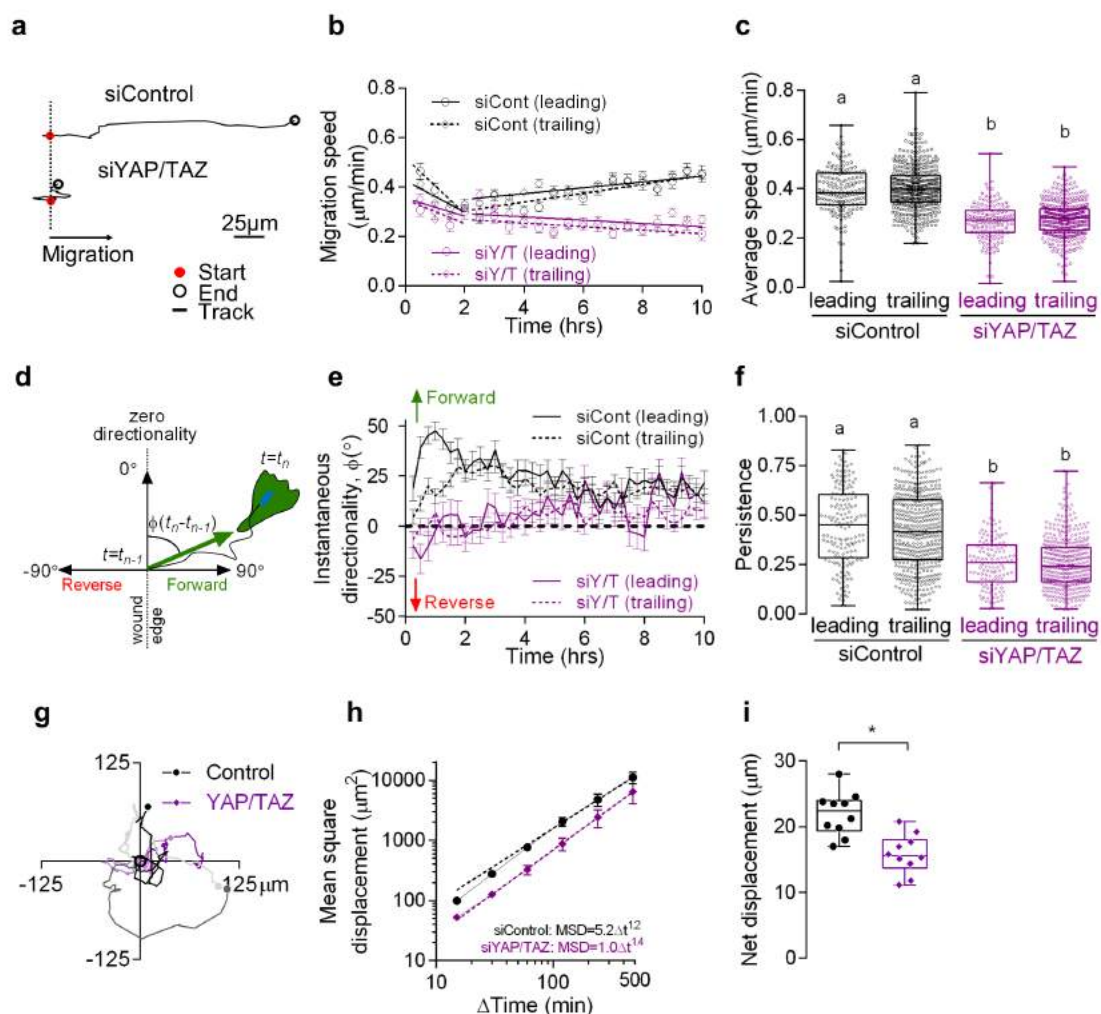 a
siControl
siYAP/TAZ
25μm
Migration
Start
End
Track
b
Migration speed
(μm/min)
0.8
0.6
0.4
0.2
0.0
siCont (leading)
siCont (trailing)
siY/T (leading)
siY/T (trailing)
0 2 4 6 8 10
Time (hrs)
c
Average speed (μm/min)
0.8
0.6
0.4
0.2
0.0
a a b b
leading trailing leading trailing
siControl siYAP/TAZ
d
zero
directionality
0°
t=tn
ϕ(tn-tn-1)
t=tn-1
-90° 90°
Reverse Forward
wound
edge
e
Forward
Instantaneous
directionality, ϕ(°)
50
25
0
-25
-50
siCont (leading)
siCont (trailing)
siY/T (leading)
siY/T (trailing)
Reverse
0 2 4 6 8 10
Time (hrs)
f
Persistence
1.00
0.75
0.50
0.25
0.00
a a b b
leading trailing leading trailing
siControl siYAP/TAZ
g
125
Control
YAP/TAZ
-125 125 μm
-125
h
Mean square
displacement (μm²)
10000
1000
100
10
siControl: MSD=5.2Δt1.2
siYAP/TAZ: MSD=1.0Δt1.4
10 100 500
ΔTime (min)
i
Net displacement (μm)
30
20
10
0
*